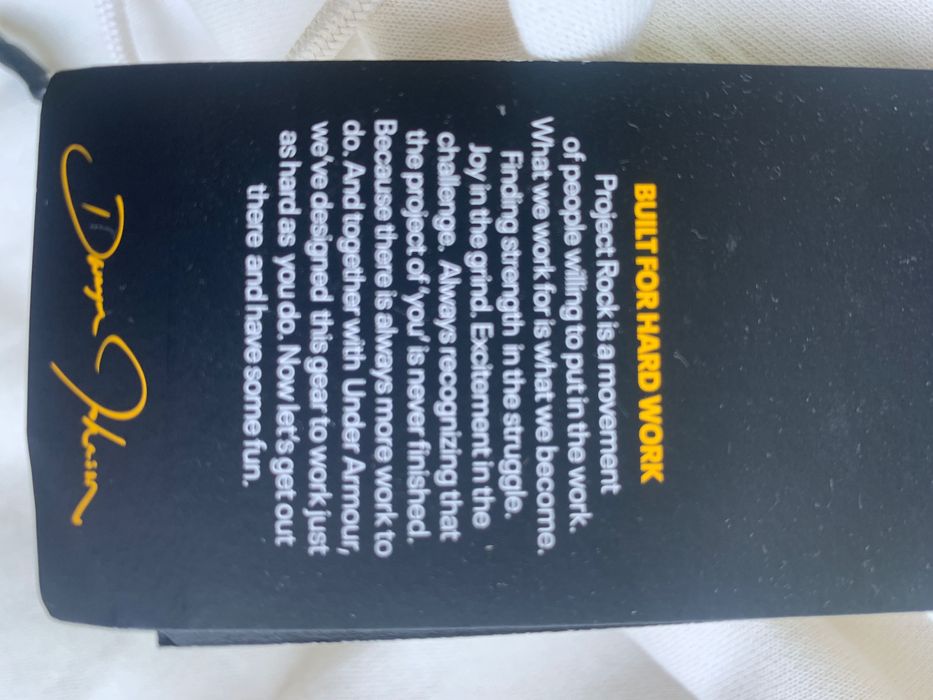 BUILT FOR HARD WORK
Project Rock is a movement
of people willing to put in the work.
What we work for is what we become.
Finding strength in the struggle.
Joy in the grind. Excitement in the
challenge. Always recognizing that
the project of 'you' is never finished.
Because there is always more work to
do. And together with Under Armour,
we've designed this gear to work just
as hard as you do. Now let's get out
there and have some fun.
Dwayne Johnson